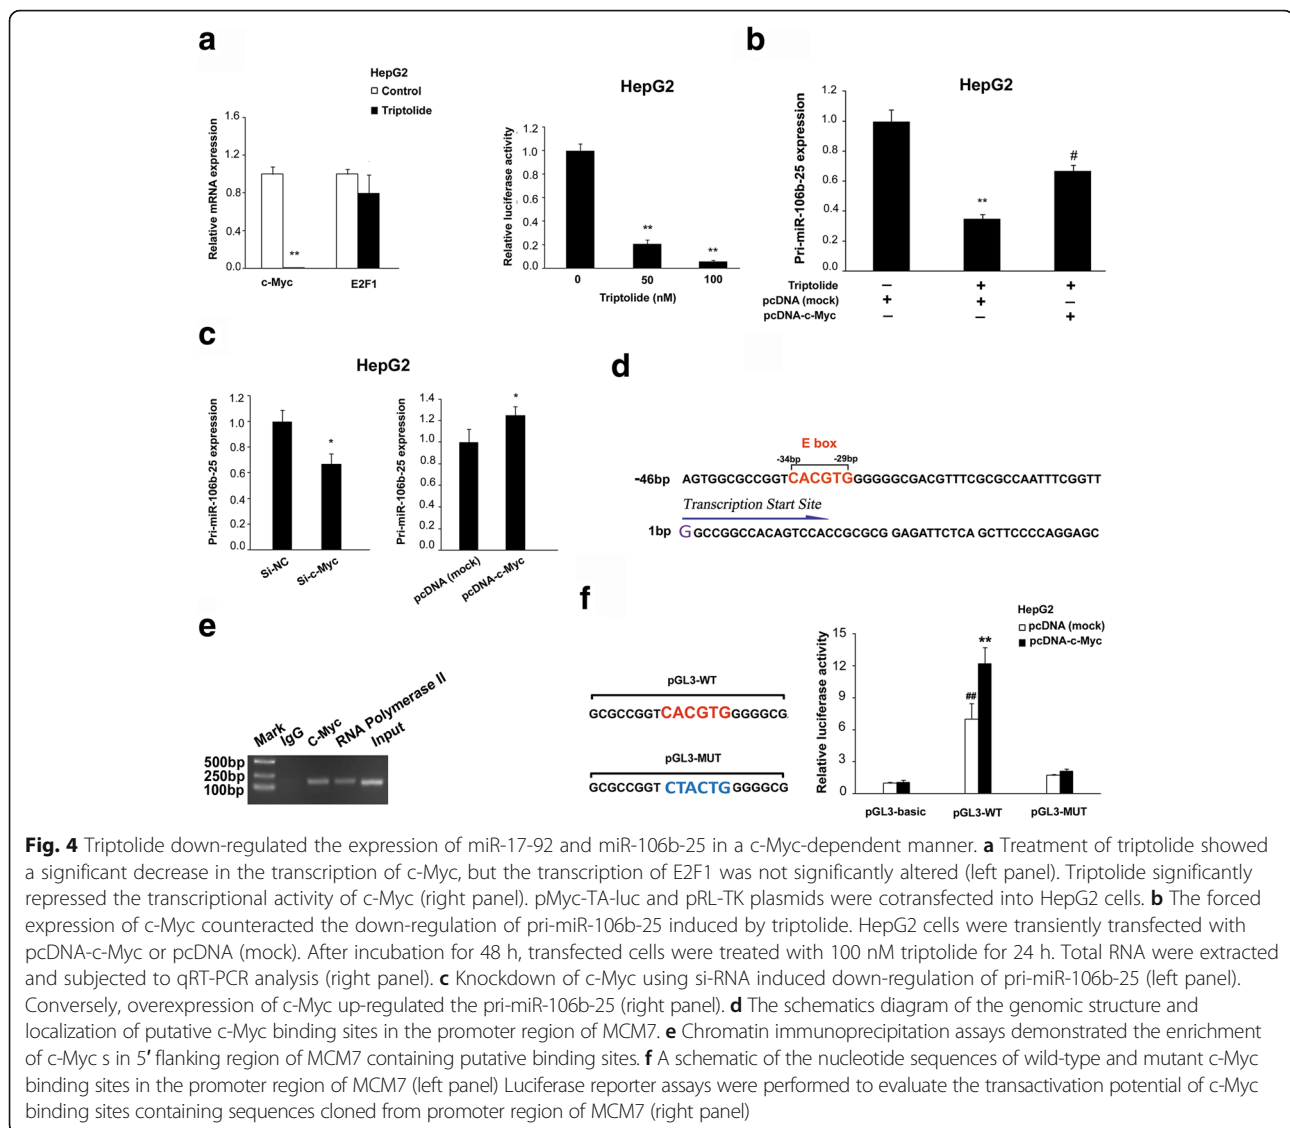 a
HepG2
Control
Triptolide
Relative mRNA expression
1.6
1.2
0.8
0.4
0.0
**
c-Myc
E2F1
HepG2
Relative luciferase activity
1.2
1.0
0.8
0.6
0.4
0.2
0.0
**
**
0
50
100
Triptolide (nM)
b
HepG2
Pri-miR-106b-25 expression
1.2
1.0
0.8
0.6
0.4
0.2
0.0
**
#
Triptolide – + +
pcDNA (mock) + + –
pcDNA-c-Myc – – +
c
HepG2
Pri-miR-106b-25 expression
1.2
1.0
0.8
0.6
0.4
0.2
0.0
*
Si-NC
Si-c-Myc
Pri-miR-106b-25 expression
1.4
1.2
1.0
0.8
0.6
0.4
0.2
0.0
*
pcDNA (mock)
pcDNA-c-Myc
d
E box
-34bp -29bp
-46bp AGTGGCGCCGGTCACGTGGGGGGCGACGTTTCGCGCCAATTTCGGTT
Transcription Start Site
1bp G GCCGGCCACAGTCCACCGCGCG GAGATTCTCA GCTTCCCCAGGAGC
e
Mark
IgG
C-Myc
RNA Polymerase II
Input
500bp
250bp
100bp
f
pGL3-WT
GCGCCGGTCACGTGGGGGCG
pGL3-MUT
GCGCCGGT CTACTG GGGGCG
HepG2
pcDNA (mock)
pcDNA-c-Myc
Relative luciferase activity
15
12
9
6
3
0
##
**
pGL3-basic
pGL3-WT
pGL3-MUT
Fig. 4 Triptolide down-regulated the expression of miR-17-92 and miR-106b-25 in a c-Myc-dependent manner. a Treatment of triptolide showed
a significant decrease in the transcription of c-Myc, but the transcription of E2F1 was not significantly altered (left panel). Triptolide significantly
repressed the transcriptional activity of c-Myc (right panel). pMyc-TA-luc and pRL-TK plasmids were cotransfected into HepG2 cells. b The forced
expression of c-Myc counteracted the down-regulation of pri-miR-106b-25 induced by triptolide. HepG2 cells were transiently transfected with
pcDNA-c-Myc or pcDNA (mock). After incubation for 48 h, transfected cells were treated with 100 nM triptolide for 24 h. Total RNA were extracted
and subjected to qRT-PCR analysis (right panel). c Knockdown of c-Myc using si-RNA induced down-regulation of pri-miR-106b-25 (left panel).
Conversely, overexpression of c-Myc up-regulated the pri-miR-106b-25 (right panel). d The schematics diagram of the genomic structure and
localization of putative c-Myc binding sites in the promoter region of MCM7. e Chromatin immunoprecipitation assays demonstrated the enrichment
of c-Myc s in 5′ flanking region of MCM7 containing putative binding sites. f A schematic of the nucleotide sequences of wild-type and mutant c-Myc
binding sites in the promoter region of MCM7 (left panel) Luciferase reporter assays were performed to evaluate the transactivation potential of c-Myc
binding sites containing sequences cloned from promoter region of MCM7 (right panel)